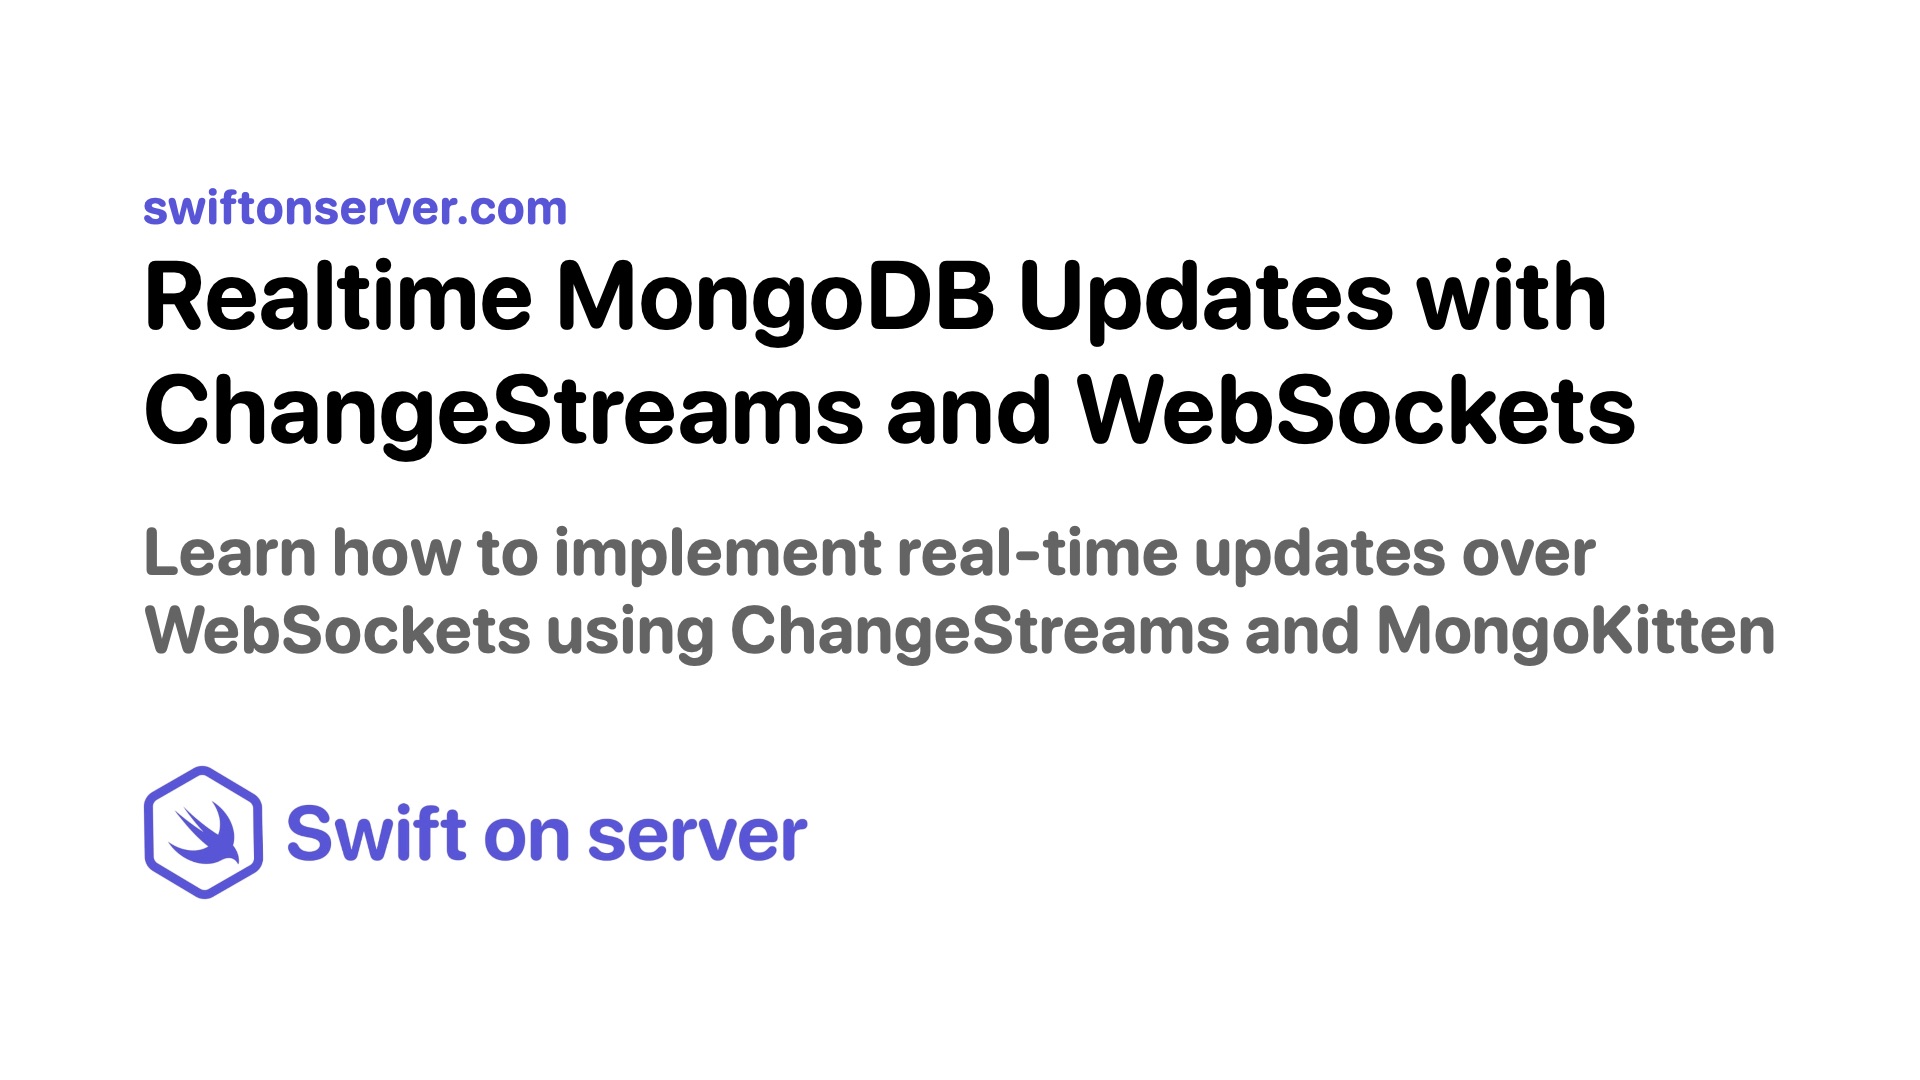 swiftonserver.com
Realtime MongoDB Updates with
ChangeStreams and WebSockets
Learn how to implement real-time updates over
WebSockets using ChangeStreams and MongoKitten
Swift on server